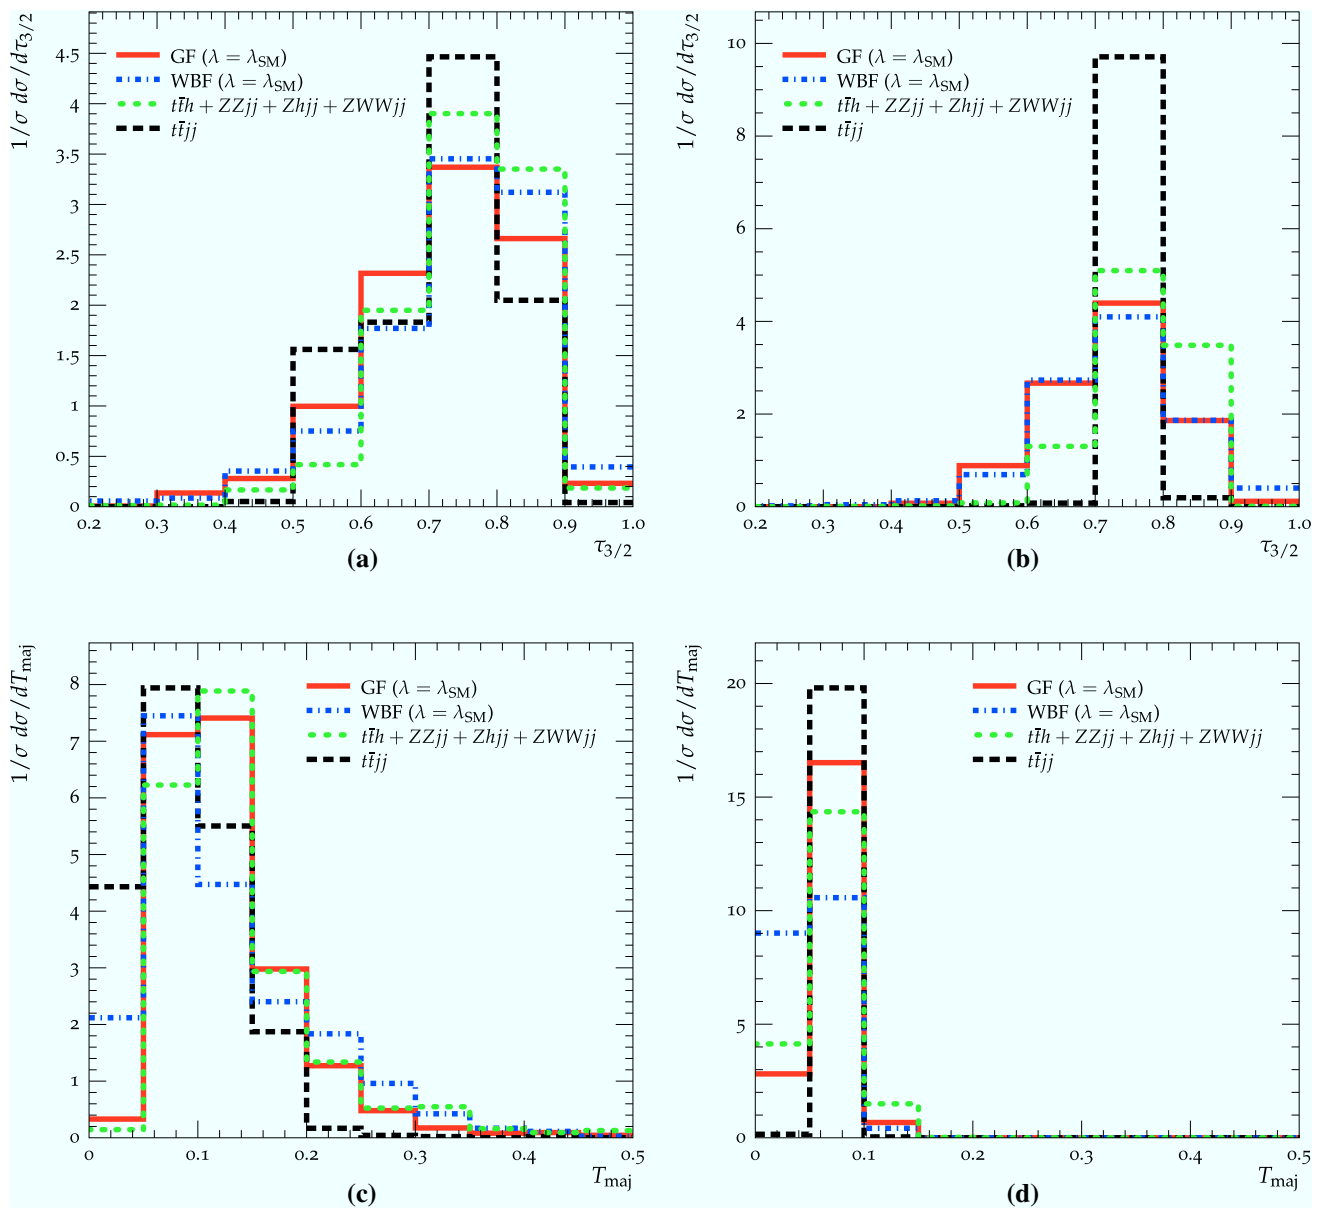 1/σ dσ/dτ3/2
4.5
4
3.5
3
2.5
2
1.5
1
0.5
0
GF (λ = λSM)
WBF (λ = λSM)
tt̄h + ZZjj + Zhjj + ZWWjj
tt̄jj
0.2 0.3 0.4 0.5 0.6 0.7 0.8 0.9 1.0
τ3/2
(a)
1/σ dσ/dτ3/2
10
8
6
4
2
0
GF (λ = λSM)
WBF (λ = λSM)
tt̄h + ZZjj + Zhjj + ZWWjj
tt̄jj
0.2 0.3 0.4 0.5 0.6 0.7 0.8 0.9 1.0
τ3/2
(b)
1/σ dσ/dTmaj
8
7
6
5
4
3
2
1
0
GF (λ = λSM)
WBF (λ = λSM)
tt̄h + ZZjj + Zhjj + ZWWjj
tt̄jj
0 0.1 0.2 0.3 0.4 0.5
Tmaj
(c)
1/σ dσ/dTmaj
20
15
10
5
0
GF (λ = λSM)
WBF (λ = λSM)
tt̄h + ZZjj + Zhjj + ZWWjj
tt̄jj
0 0.1 0.2 0.3 0.4 0.5
Tmaj
(d)